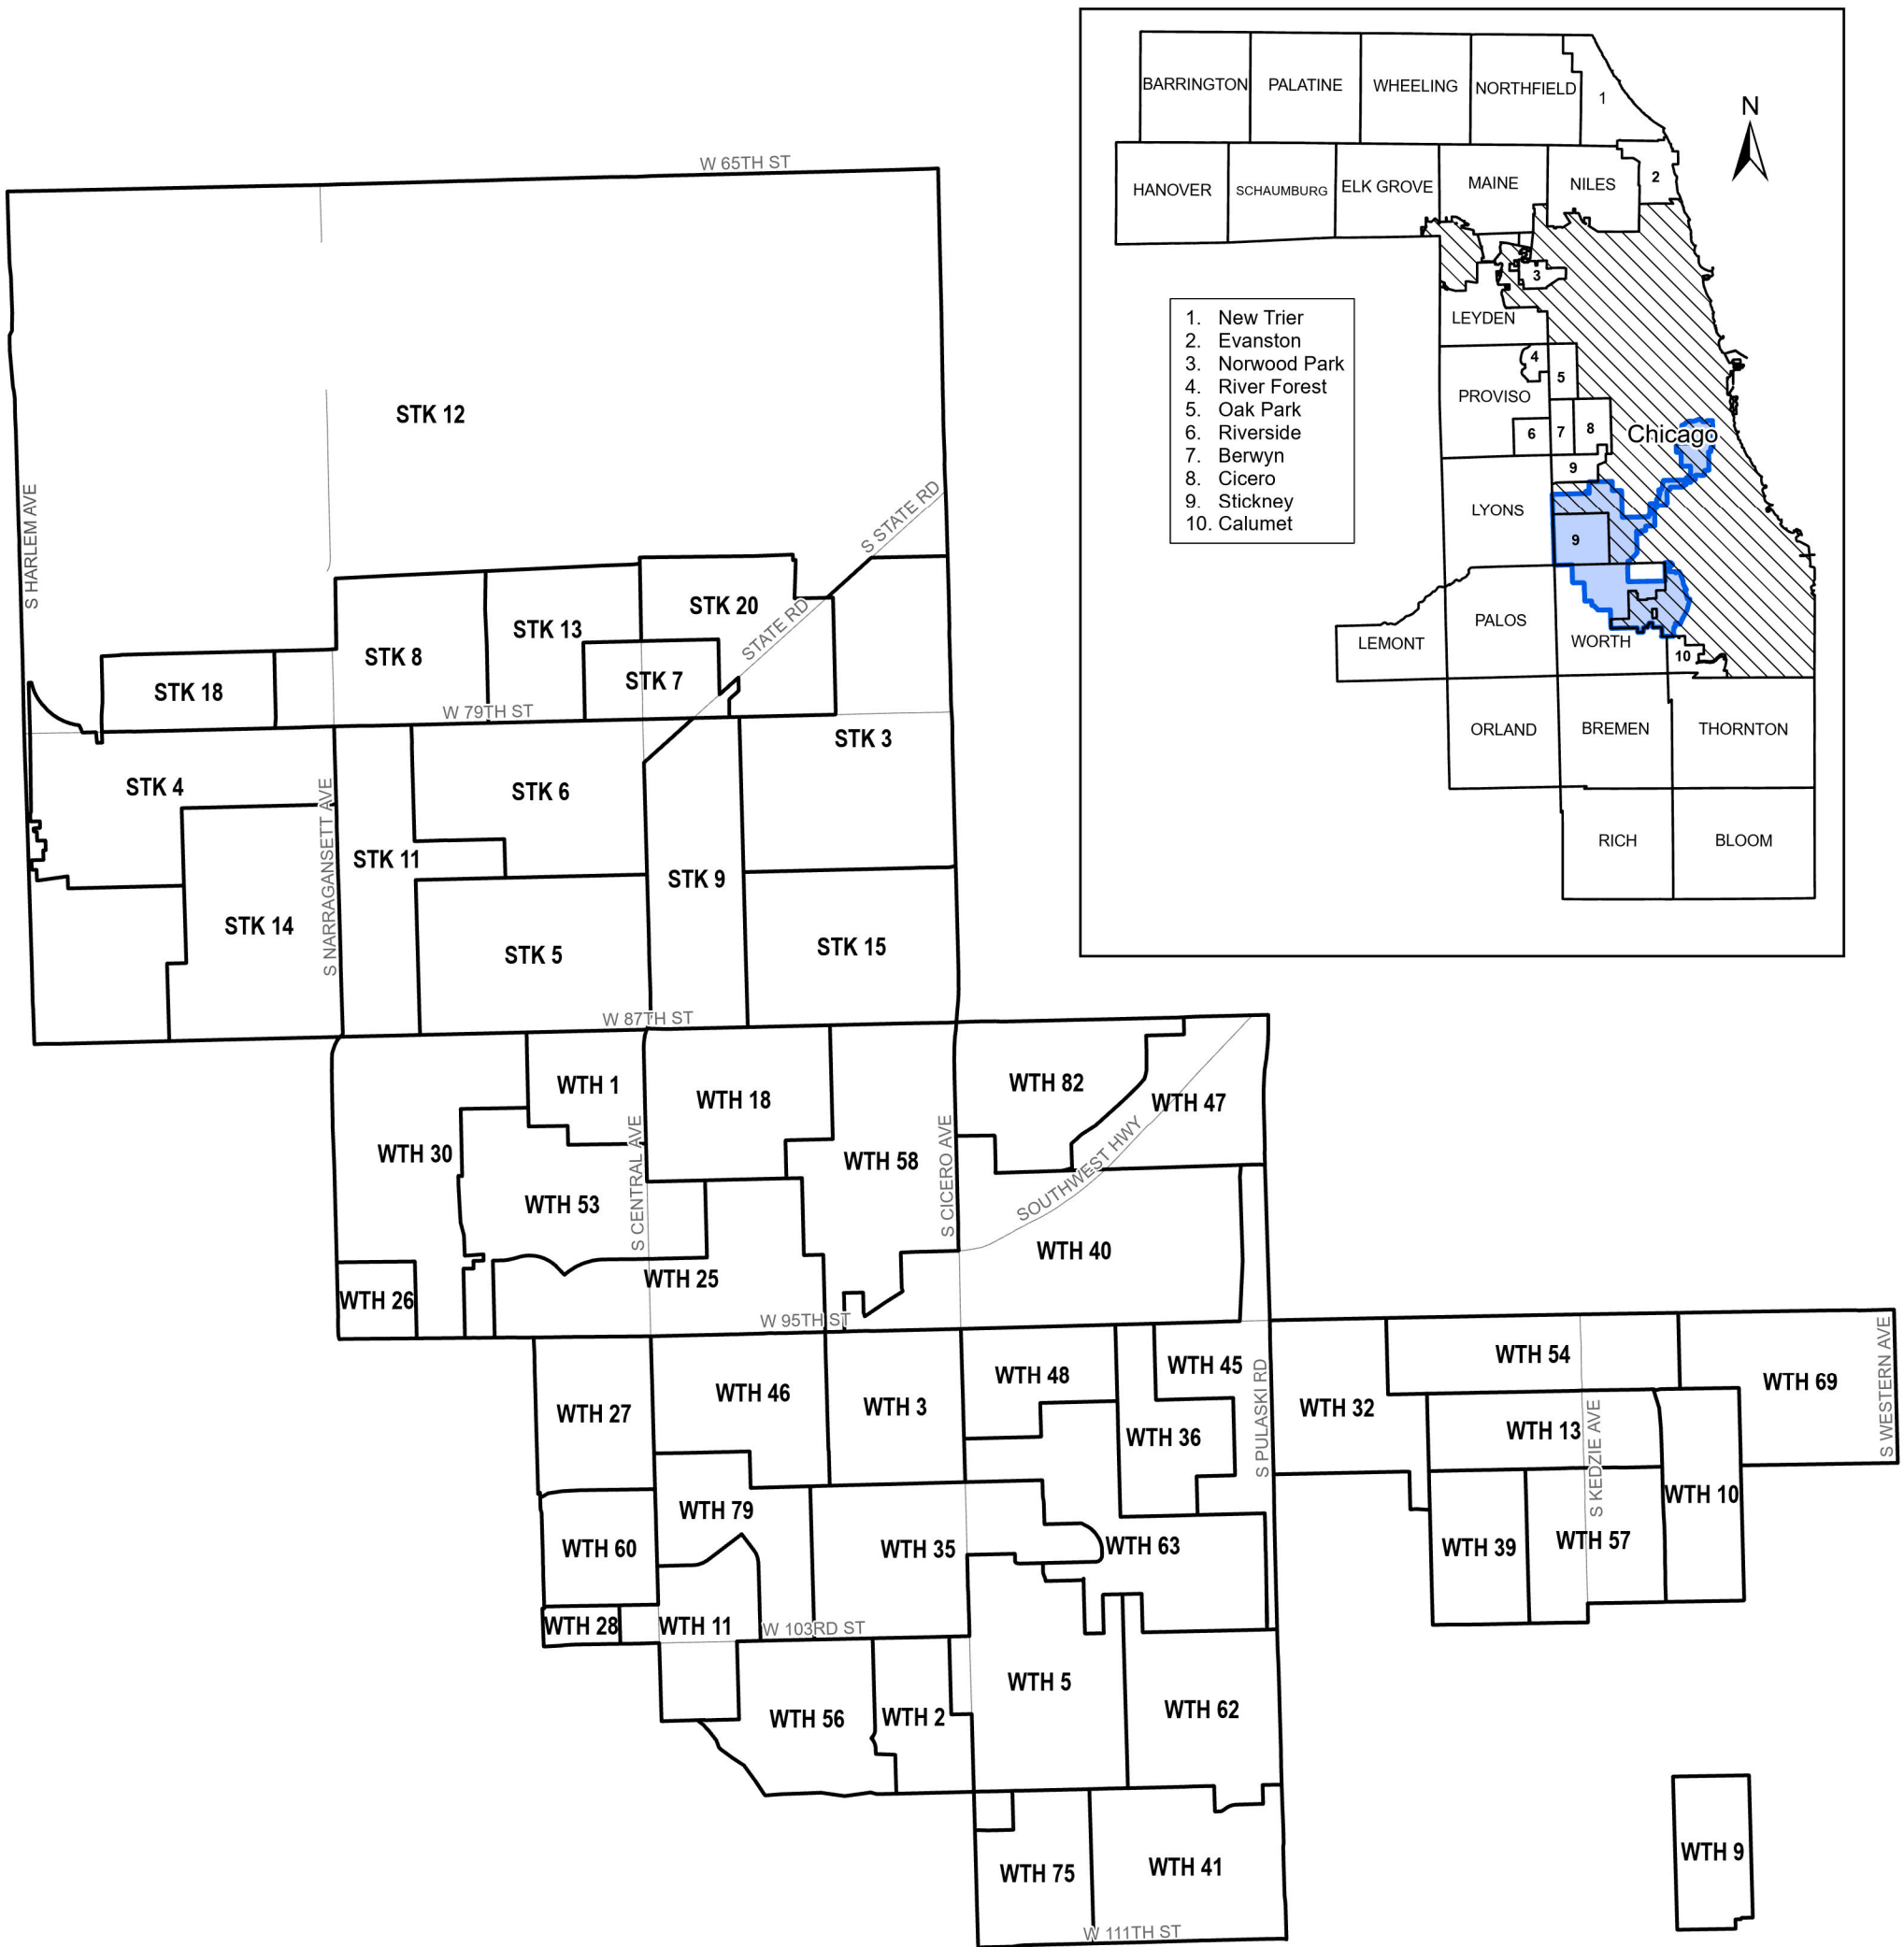 W 65TH ST
S HARLEM AVE
STK 12
S STATE RD
STK 20
STATE RD
STK 13
STK 8
STK 7
STK 18
W 79TH ST
STK 3
STK 4
STK 6
S NARRAGANSETT AVE
STK 11
STK 9
STK 14
STK 15
STK 5
W 87TH ST
WTH 82
WTH 1
WTH 18
WTH 47
WTH 30
WTH 58
S CENTRAL AVE
S CICERO AVE
SOUTHWEST HWY
WTH 53
WTH 40
WTH 25
WTH 26
W 95TH ST
WTH 54
WTH 45
WTH 48
WTH 69
S WESTERN AVE
WTH 46
WTH 3
WTH 32
WTH 27
S PULASKI RD
WTH 36
WTH 13
S KEDZIE AVE
WTH 10
WTH 79
WTH 60
WTH 35
WTH 63
WTH 39
WTH 57
WTH 28
WTH 11
W 103RD ST
WTH 5
WTH 62
WTH 56
WTH 2
WTH 75
WTH 41
WTH 9
W 111TH ST
BARRINGTON
PALATINE
WHEELING
NORTHFIELD
1
N
HANOVER
SCHAUMBURG
ELK GROVE
MAINE
NILES
2
3
LEYDEN
4
5
PROVISO
6
7
8
Chicago
9
LYONS
9
PALOS
WORTH
LEMONT
10
ORLAND
BREMEN
THORNTON
RICH
BLOOM
1. New Trier
2. Evanston
3. Norwood Park
4. River Forest
5. Oak Park
6. Riverside
7. Berwyn
8. Cicero
9. Stickney
10. Calumet